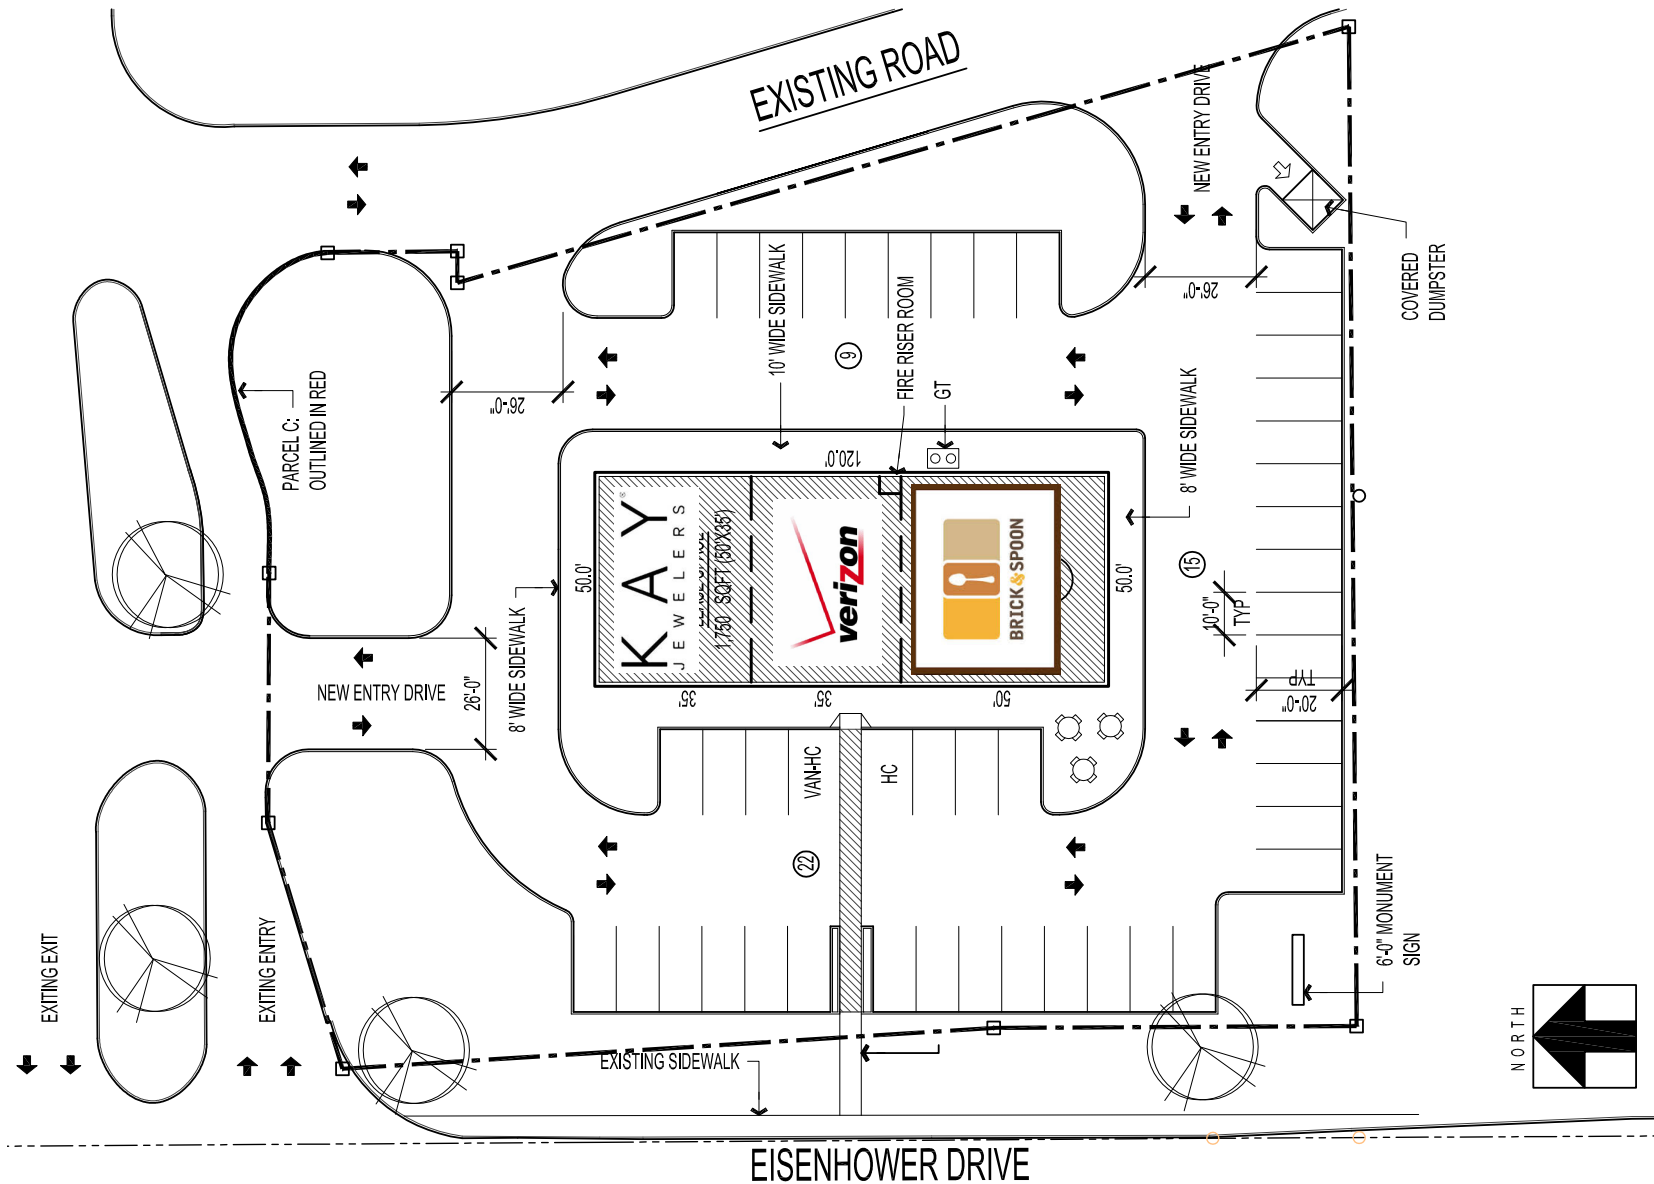 EXISTING ROAD
NEW ENTRY DRIVE
COVERED
DUMPSTER
26'-0"
10' WIDE SIDEWALK
9
FIRE RISER ROOM
GT
26'-0"
PARCEL C:
OUTLINED IN RED
120.0'
8' WIDE SIDEWALK
50.0'
KAY
JEWELERS
1,750 SQFT (50'X35')
verizon
BRICK & SPOON
50.0'
15
10'-0"
TYP
20'-0"
TYP
8' WIDE SIDEWALK
NEW ENTRY DRIVE
26'-0"
35'
35'
50'
VAN-HC
HC
22
EXITING EXIT
EXITING ENTRY
6'-0" MONUMENT
SIGN
EXISTING SIDEWALK
NORTH
EISENHOWER DRIVE